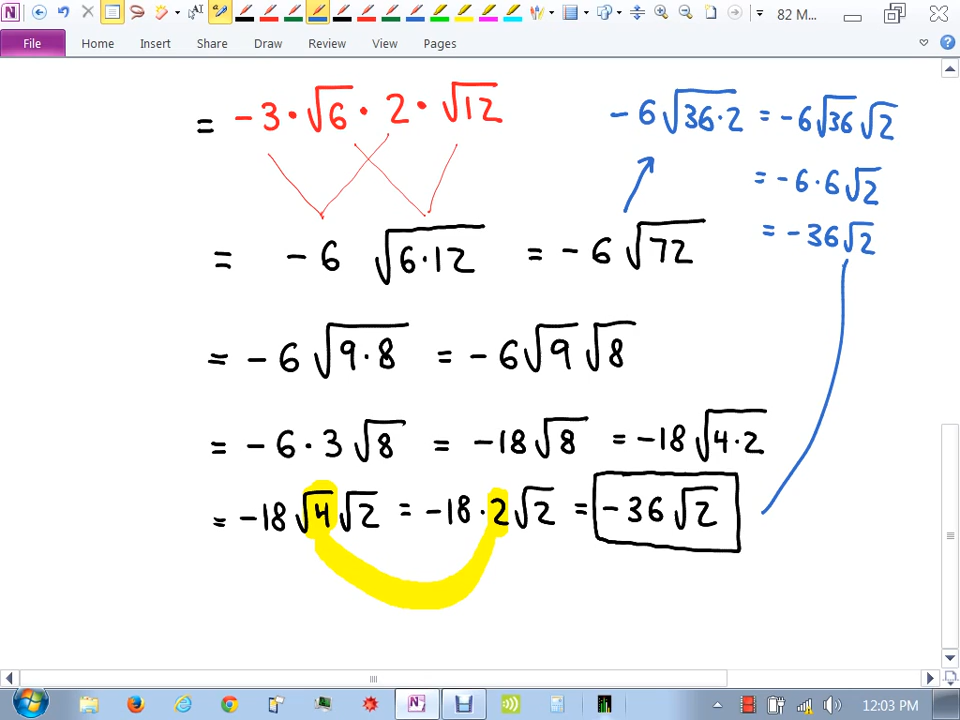 82 M...
File Home Insert Share Draw Review View Pages
= -3 · √6 · 2 · √12
-6√(36·2) = -6√36 √2
= -6·6√2
= -36√2
= -6 √(6·12) = -6√72
= -6√(9·8) = -6√9 √8
= -6·3√8 = -18√8 = -18√(4·2)
= -18√4 √2 = -18·2√2 = -36√2
12:03 PM